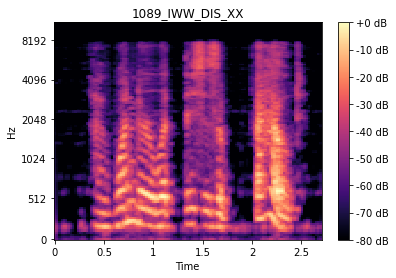 1089_IWW_DIS_XX
+0 dB
8192
-10 dB
4096
-20 dB
-30 dB
2048
Hz
-40 dB
1024
-50 dB
512
-60 dB
-70 dB
0
-80 dB
0 0.5 1 1.5 2 2.5
Time